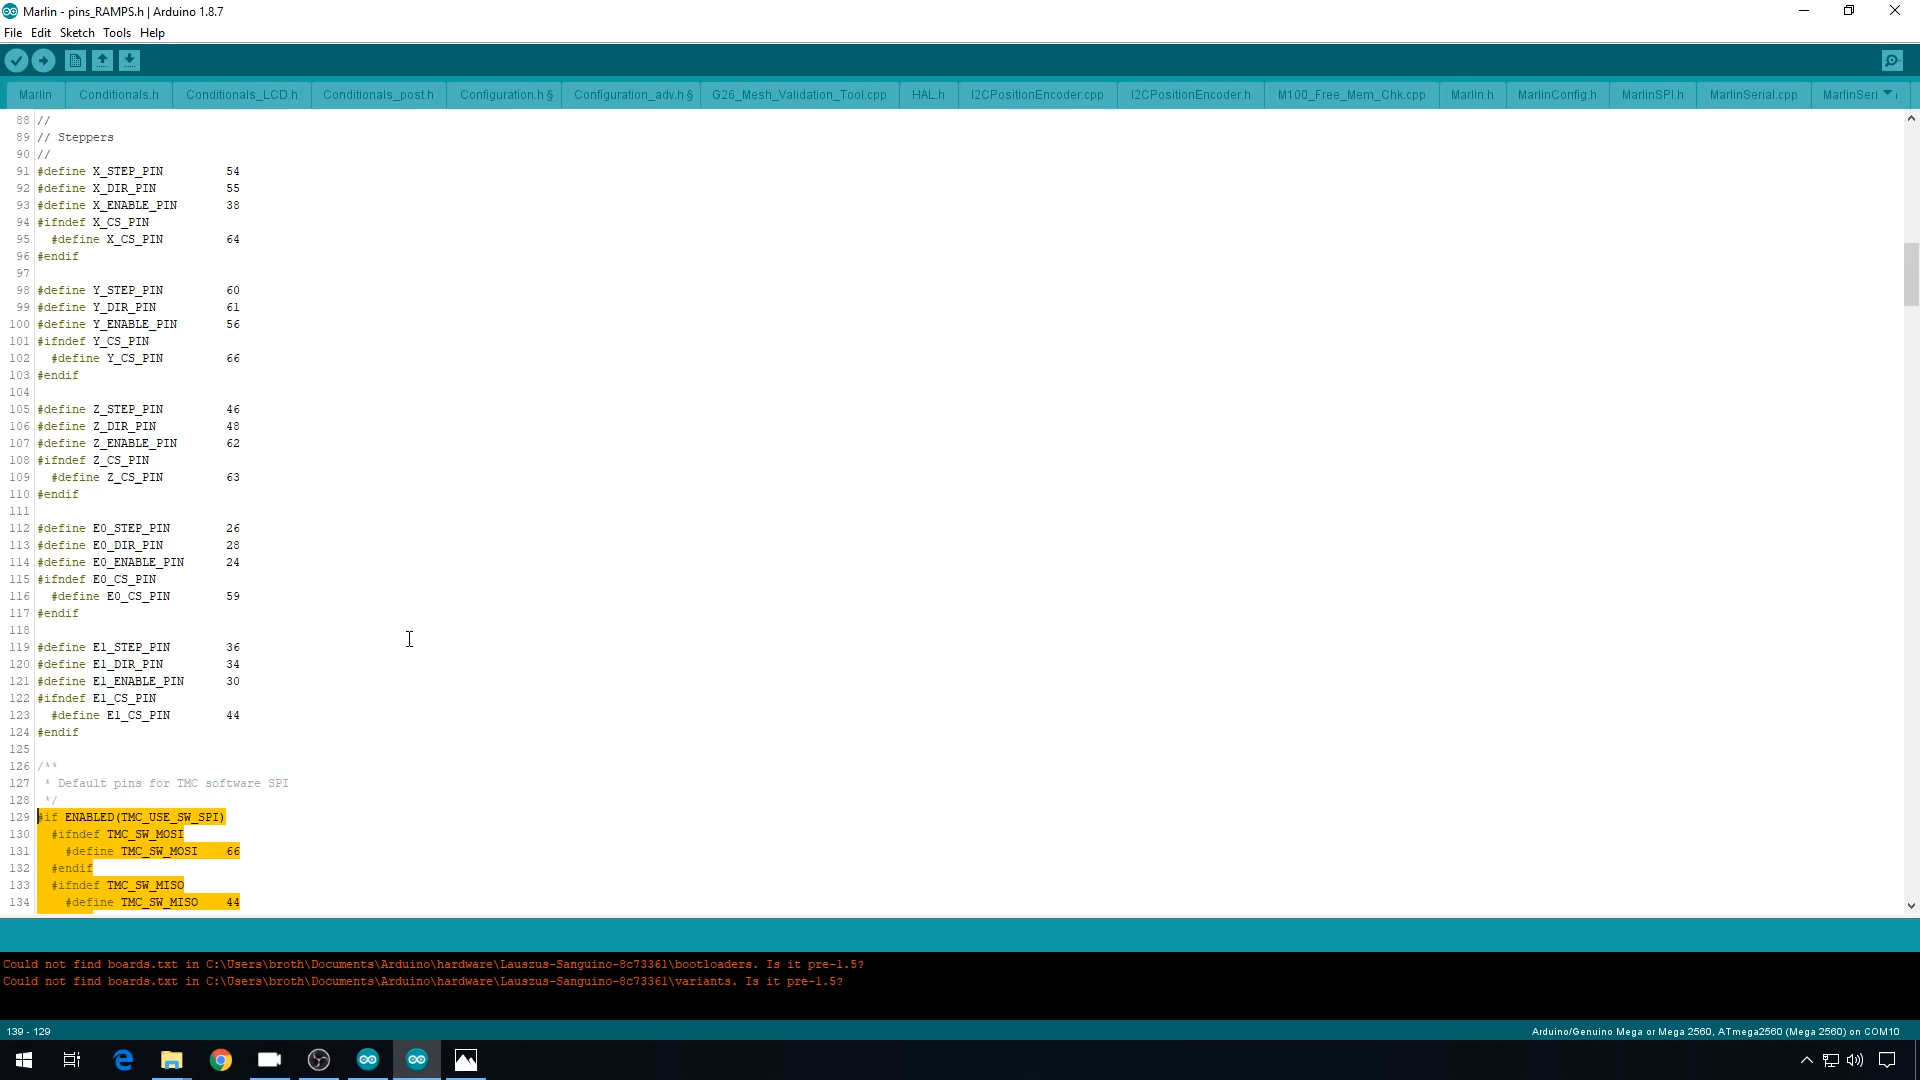 Marlin - pins_RAMPS.h | Arduino 1.8.7
File Edit Sketch Tools Help
Marlin Conditionals.h Conditionals_LCD.h Conditionals_post.h Configuration.h § Configuration_adv.h § G26_Mesh_Validation_Tool.cpp HAL.h I2CPositionEncoder.cpp I2CPositionEncoder.h M100_Free_Mem_Chk.cpp Marlin.h MarlinConfig.h MarlinSPI.h MarlinSerial.cpp MarlinSeri
88 //
89 // Steppers
90 //
91 #define X_STEP_PIN 54
92 #define X_DIR_PIN 55
93 #define X_ENABLE_PIN 38
94 #ifndef X_CS_PIN
95 #define X_CS_PIN 64
96 #endif
97
98 #define Y_STEP_PIN 60
99 #define Y_DIR_PIN 61
100 #define Y_ENABLE_PIN 56
101 #ifndef Y_CS_PIN
102 #define Y_CS_PIN 66
103 #endif
104
105 #define Z_STEP_PIN 46
106 #define Z_DIR_PIN 48
107 #define Z_ENABLE_PIN 62
108 #ifndef Z_CS_PIN
109 #define Z_CS_PIN 63
110 #endif
111
112 #define E0_STEP_PIN 26
113 #define E0_DIR_PIN 28
114 #define E0_ENABLE_PIN 24
115 #ifndef E0_CS_PIN
116 #define E0_CS_PIN 59
117 #endif
118
119 #define E1_STEP_PIN 36
120 #define E1_DIR_PIN 34
121 #define E1_ENABLE_PIN 30
122 #ifndef E1_CS_PIN
123 #define E1_CS_PIN 44
124 #endif
125
126 /**
127 * Default pins for TMC software SPI
128 */
129 #if ENABLED(TMC_USE_SW_SPI)
130 #ifndef TMC_SW_MOSI
131 #define TMC_SW_MOSI 66
132 #endif
133 #ifndef TMC_SW_MISO
134 #define TMC_SW_MISO 44
Could not find boards.txt in C:\Users\broth\Documents\Arduino\hardware\Lauszus-Sanguino-8c73361\bootloaders. Is it pre-1.5?
Could not find boards.txt in C:\Users\broth\Documents\Arduino\hardware\Lauszus-Sanguino-8c73361\variants. Is it pre-1.5?
139 - 129 Arduino/Genuino Mega or Mega 2560, ATmega2560 (Mega 2560) on COM10